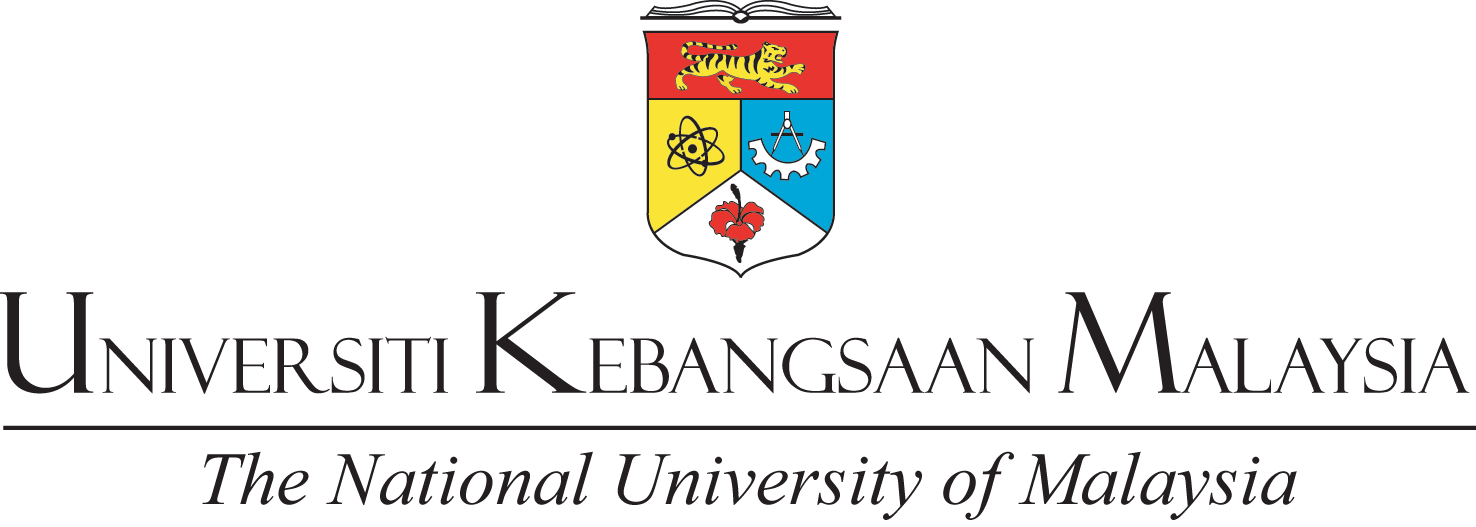 UNIVERSITI KEBANGSAAN MALAYSIA
The National University of Malaysia